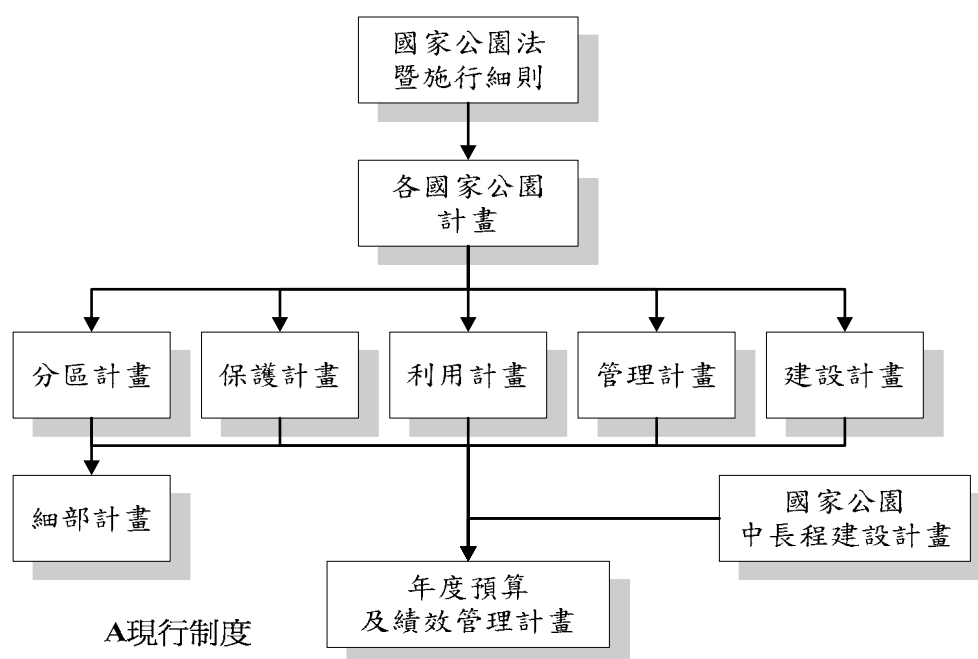 國家公園法
暨施行細則
各國家公園
計畫
分區計畫
保護計畫
利用計畫
管理計畫
建設計畫
細部計畫
國家公園
中長程建設計畫
年度預算
及績效管理計畫
A現行制度